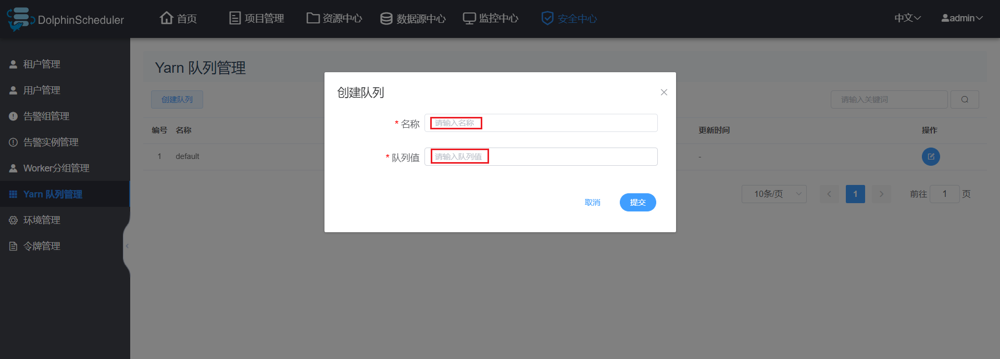 DolphinScheduler
首页
项目管理
资源中心
数据源中心
监控中心
安全中心
中文
admin
租户管理
用户管理
告警组管理
告警实例管理
Worker分组管理
Yarn 队列管理
环境管理
令牌管理
Yarn 队列管理
创建队列
请输入关键词
编号 名称 更新时间 操作
1 default -
10条/页 1 前往 1 页
创建队列
* 名称 请输入名称
* 队列值 请输入队列值
取消 提交